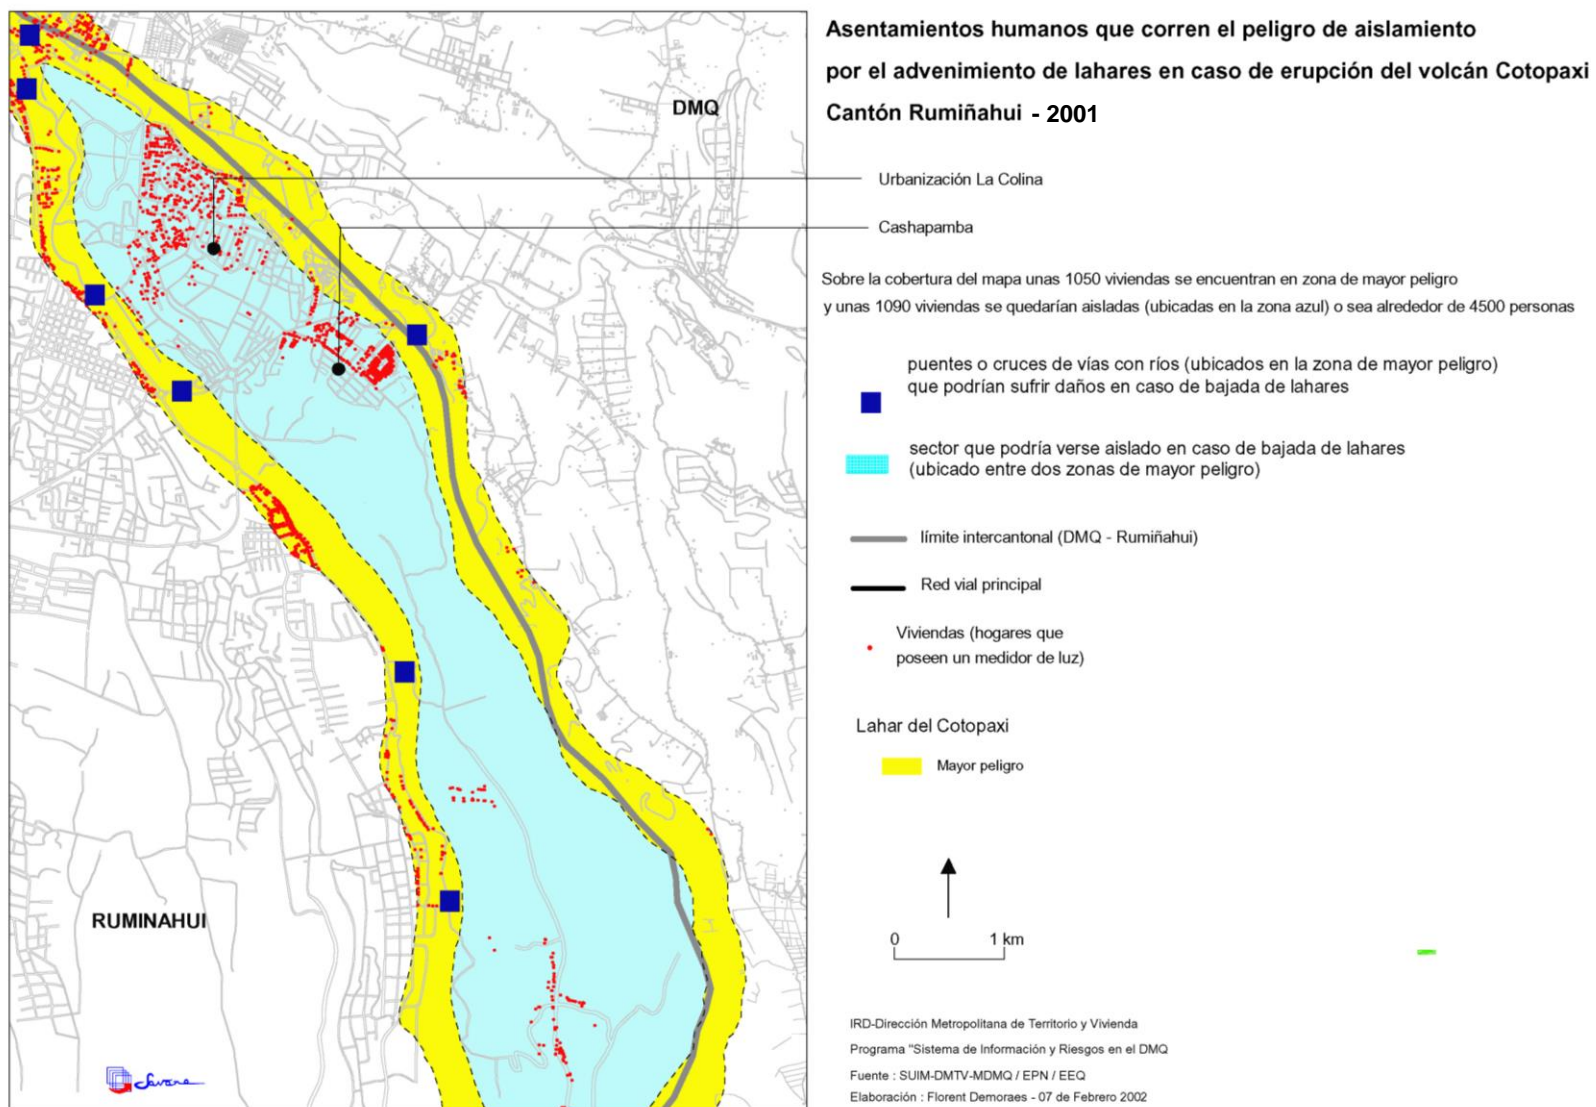 Asentamientos humanos que corren el peligro de aislamiento
por el advenimiento de lahares en caso de erupción del volcán Cotopaxi
Cantón Rumiñahui - 2001
DMQ
Urbanización La Colina
Cashapamba
Sobre la cobertura del mapa unas 1050 viviendas se encuentran en zona de mayor peligro
y unas 1090 viviendas se quedarían aisladas (ubicadas en la zona azul) o sea alrededor de 4500 personas
puentes o cruces de vías con ríos (ubicados en la zona de mayor peligro)
que podrían sufrir daños en caso de bajada de lahares
sector que podría verse aislado en caso de bajada de lahares
(ubicado entre dos zonas de mayor peligro)
límite intercantonal (DMQ - Rumiñahui)
Red vial principal
Viviendas (hogares que
poseen un medidor de luz)
Lahar del Cotopaxi
Mayor peligro
RUMINAHUI
0 1 km
Savane
IRD-Dirección Metropolitana de Territorio y Vivienda
Programa "Sistema de Información y Riesgos en el DMQ
Fuente : SUIM-DMTV-MDMQ / EPN / EEQ
Elaboración : Florent Demoraes - 07 de Febrero 2002